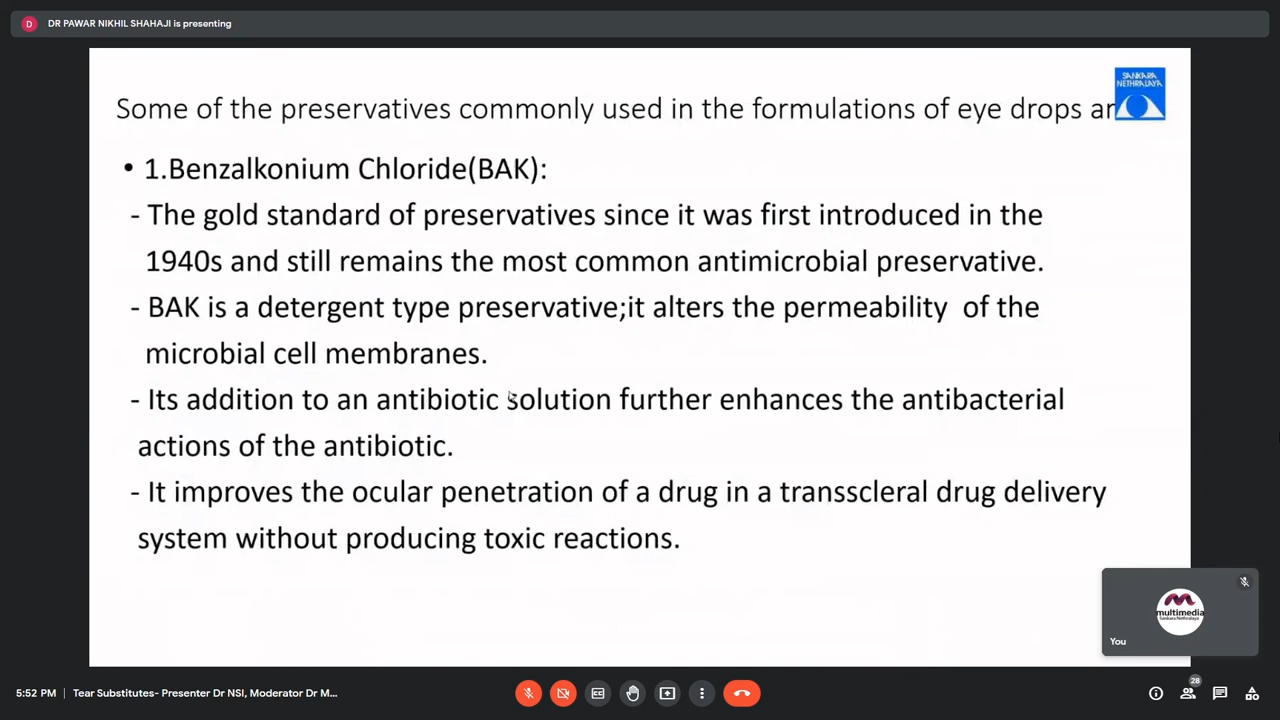 D DR PAWAR NIKHIL SHAHAJI is presenting
SANKARA
NETHRALAYA
Some of the preservatives commonly used in the formulations of eye drops ar
• 1.Benzalkonium Chloride(BAK):
- The gold standard of preservatives since it was first introduced in the
1940s and still remains the most common antimicrobial preservative.
- BAK is a detergent type preservative;it alters the permeability of the
microbial cell membranes.
- Its addition to an antibiotic solution further enhances the antibacterial
actions of the antibiotic.
- It improves the ocular penetration of a drug in a transscleral drug delivery
system without producing toxic reactions.
multimedia
Sankara Nethralaya
You
5:52 PM | Tear Substitutes- Presenter Dr NSI, Moderator Dr M...
CC
28